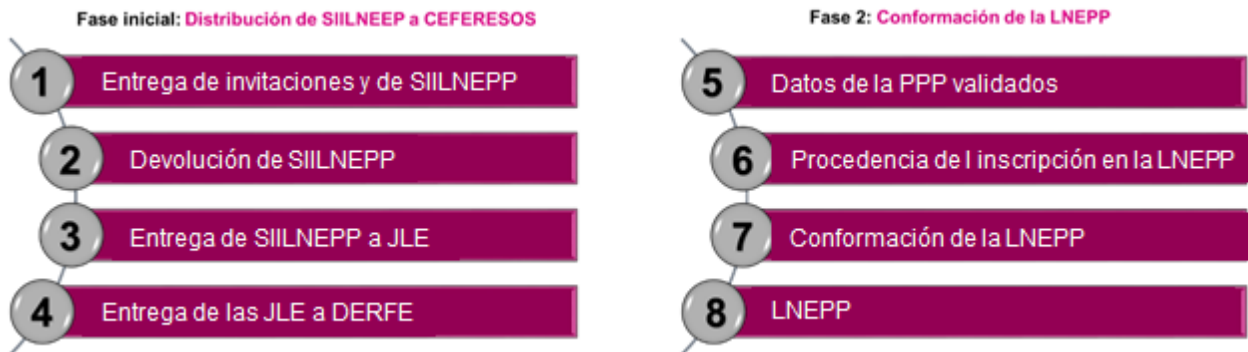 Fase inicial: Distribución de SIILNEEP a CEFERESOS
1 Entrega de invitaciones y de SIILNEPP
2 Devolución de SIILNEPP
3 Entrega de SIILNEPP a JLE
4 Entrega de las JLE a DERFE
Fase 2: Conformación de la LNEPP
5 Datos de la PPP validados
6 Procedencia de l inscripción en la LNEPP
7 Conformación de la LNEPP
8 LNEPP